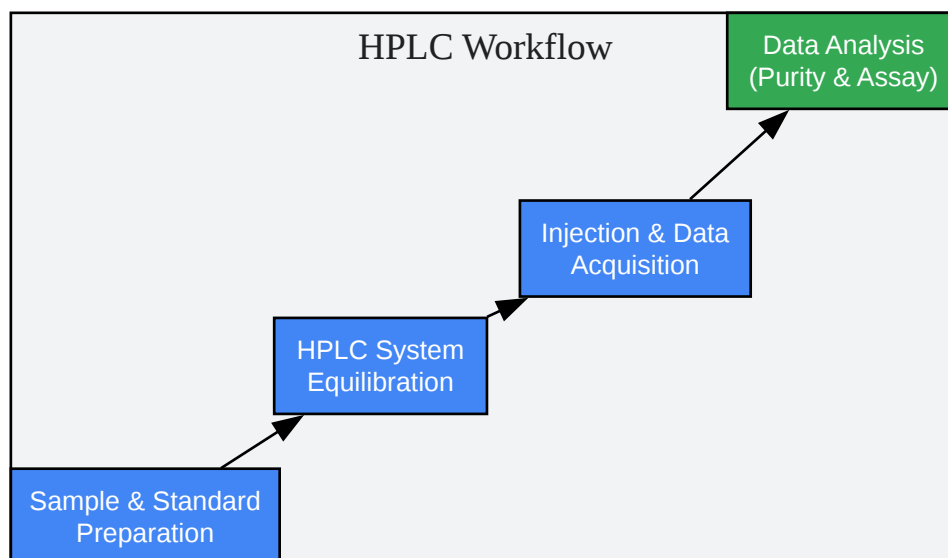 HPLC Workflow
Data Analysis
(Purity & Assay)
Injection & Data
Acquisition
HPLC System
Equilibration
Sample & Standard
Preparation